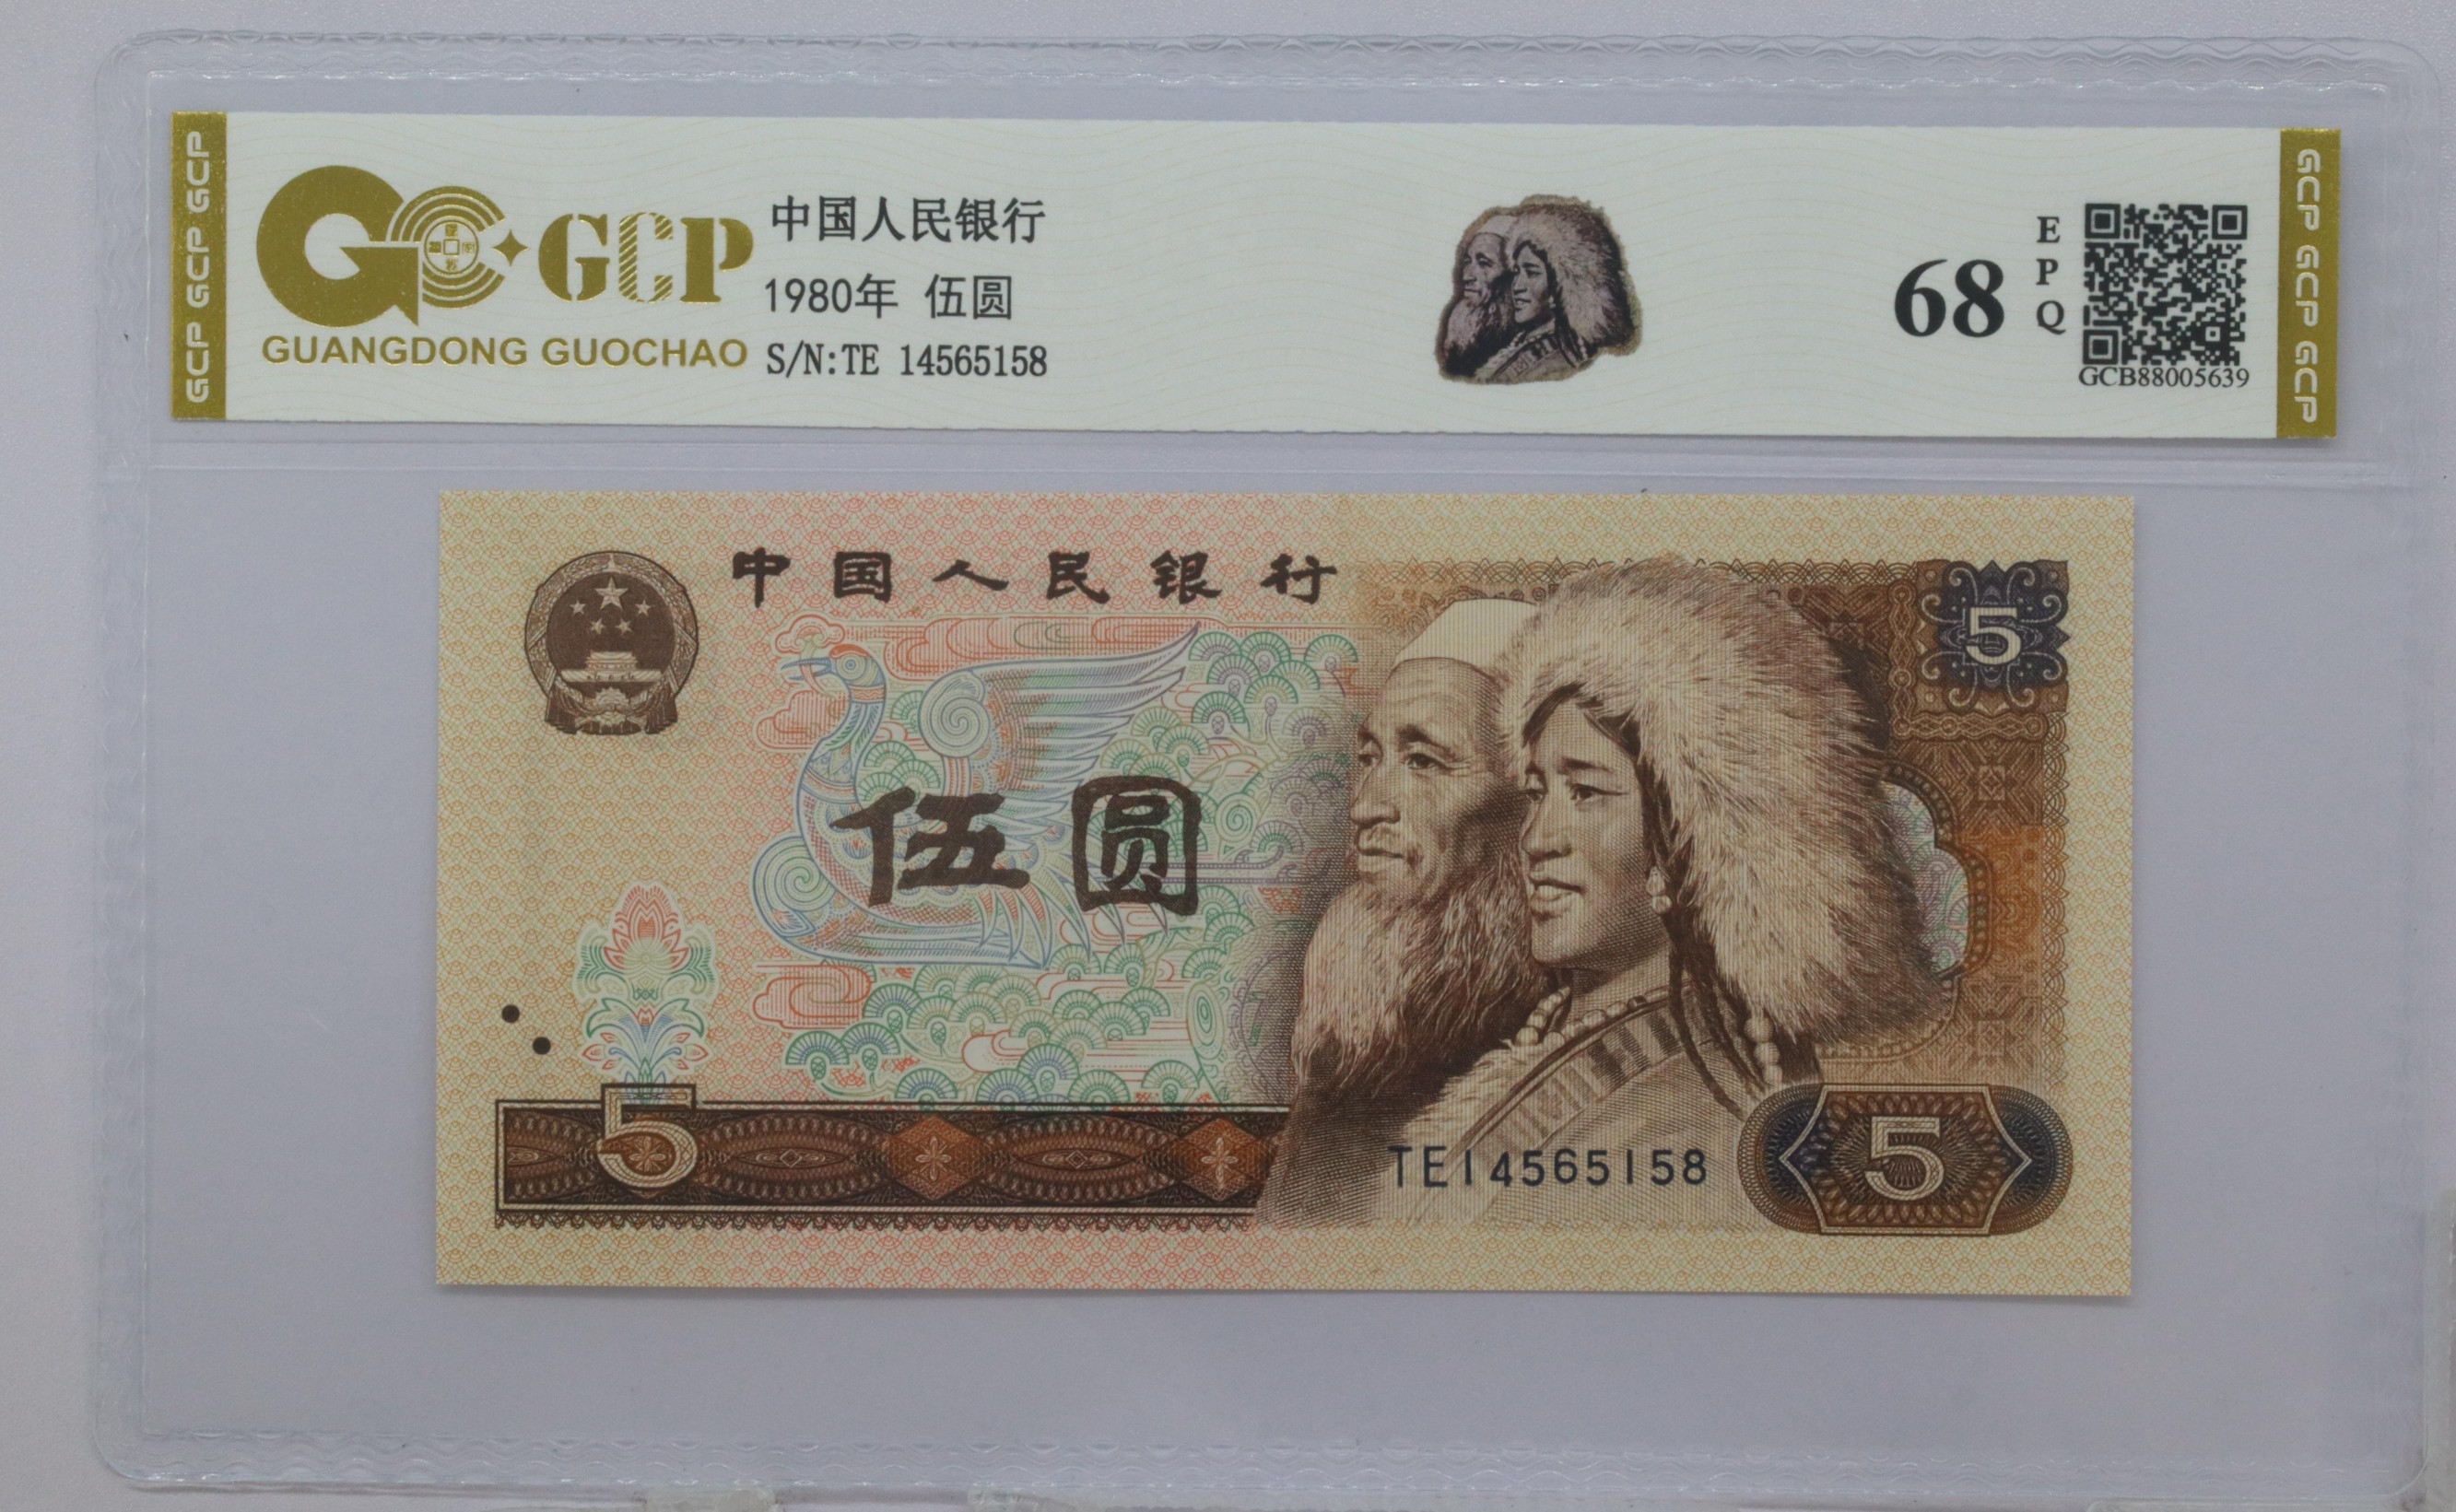 GCP GCP GCP
GCP
GUANGDONG GUOCHAO
中国人民银行
1980年 伍圆
S/N:TE 14565158
68
E
P
Q
GCB88005639
GCP GCP GCP
中国人民银行
5
伍圆
5
TE14565158
5